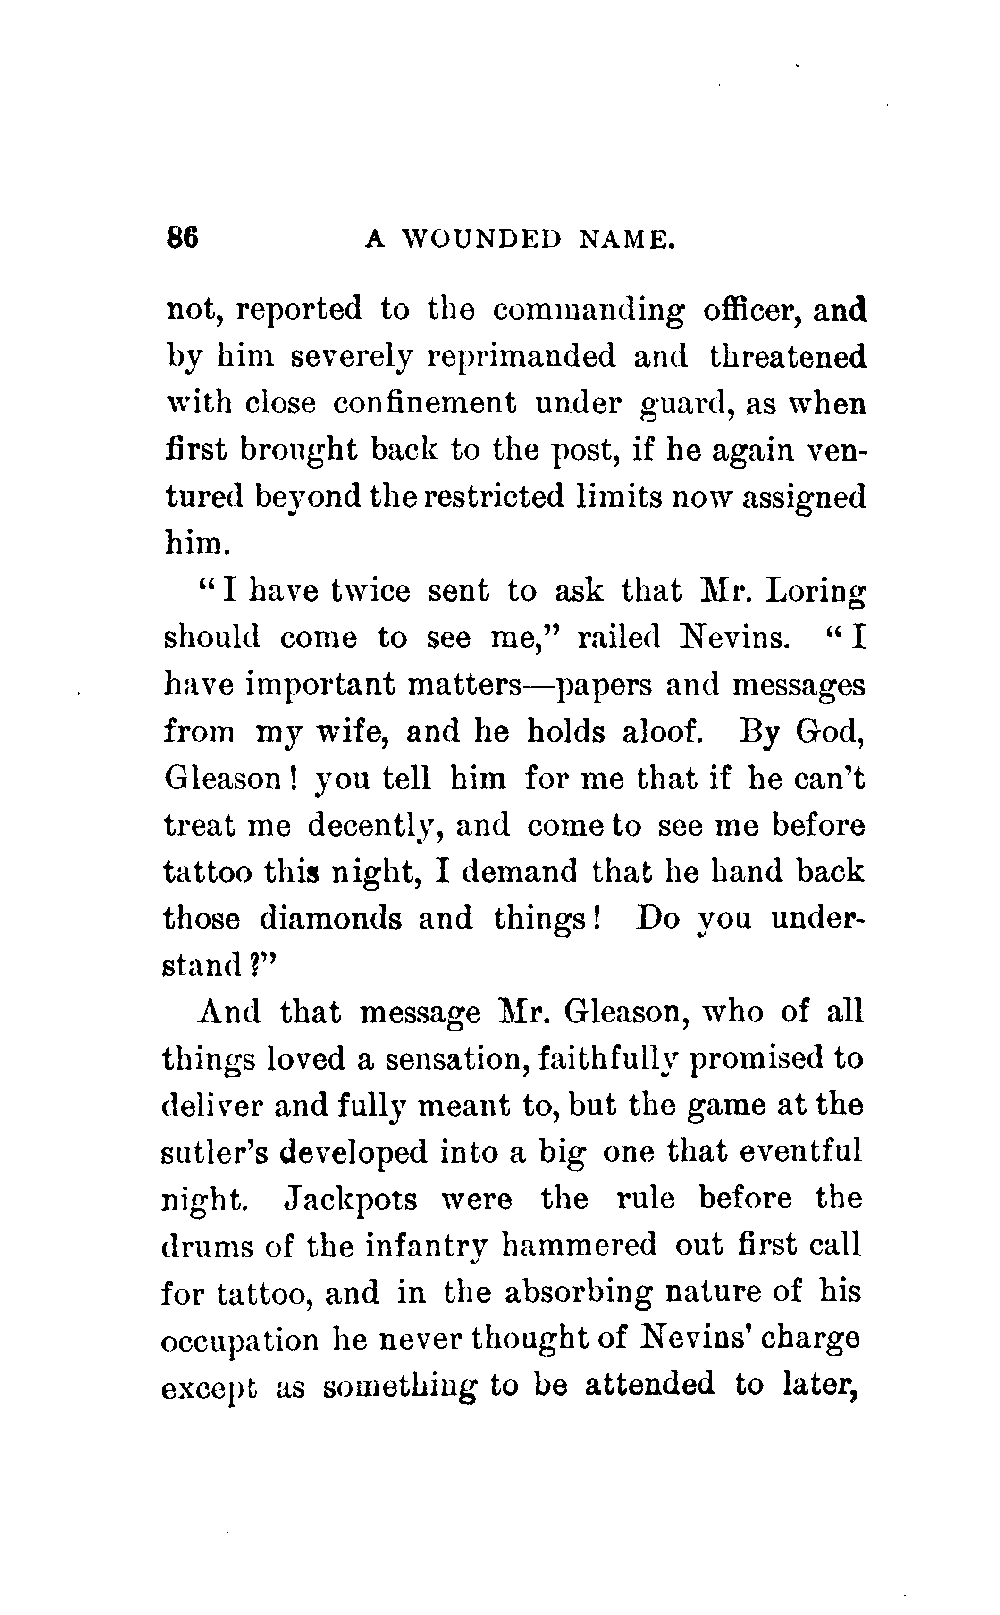 86 A WOUNDED NAME.
not, reported to the commanding officer, and
by him severely reprimanded and threatened
with close confinement under guard, as when
first brought back to the post, if he again ven-
tured beyond the restricted limits now assigned
him.
“I have twice sent to ask that Mr. Loring
should come to see me,” railed Nevins. “I
have important matters—papers and messages
from my wife, and he holds aloof. By God,
Gleason! you tell him for me that if he can't
treat me decently, and come to see me before
tattoo this night, I demand that he hand back
those diamonds and things! Do you under-
stand?”
And that message Mr. Gleason, who of all
things loved a sensation, faithfully promised to
deliver and fully meant to, but the game at the
sutler's developed into a big one that eventful
night. Jackpots were the rule before the
drums of the infantry hammered out first call
for tattoo, and in the absorbing nature of his
occupation he never thought of Nevins' charge
except as something to be attended to later,